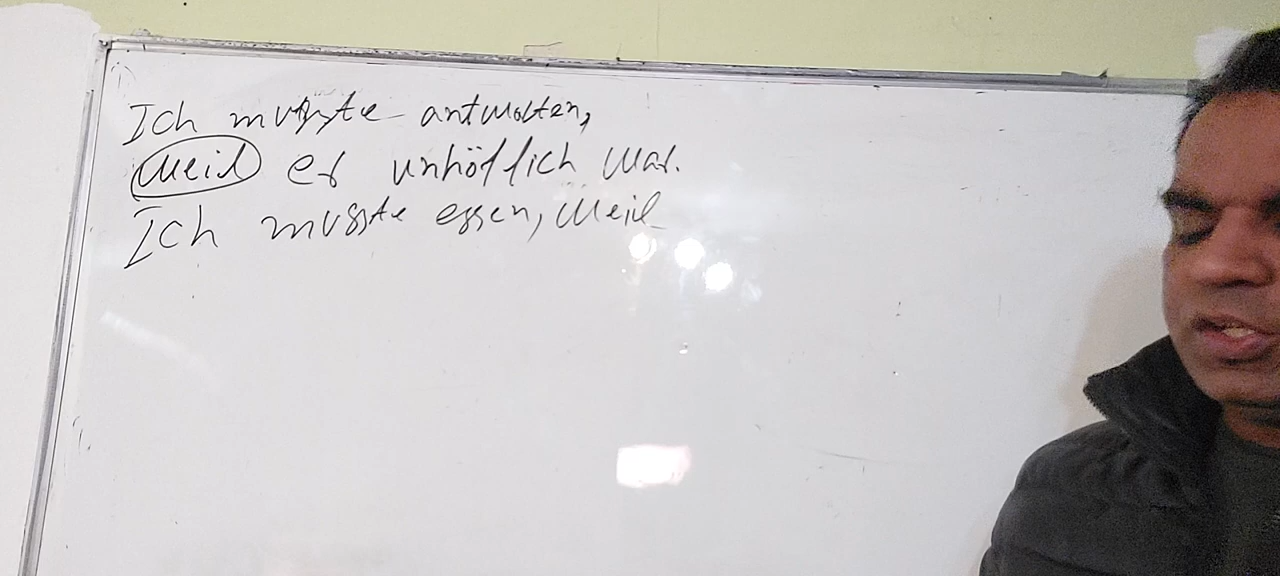 Ich musste antworten,
weil er unhöflich war.
Ich musste essen, weil